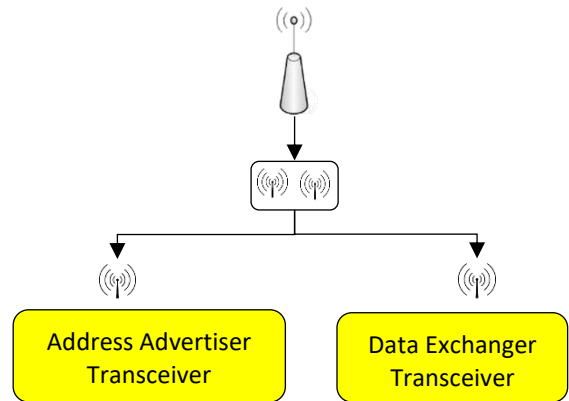 Address Advertiser
Transceiver
Data Exchanger
Transceiver